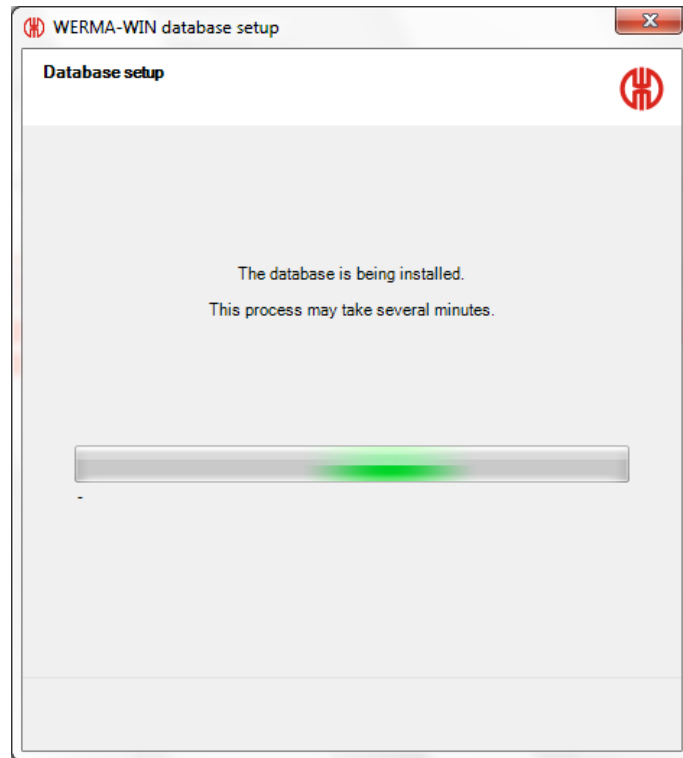 WERMA-WIN database setup
Database setup
The database is being installed.
This process may take several minutes.
-